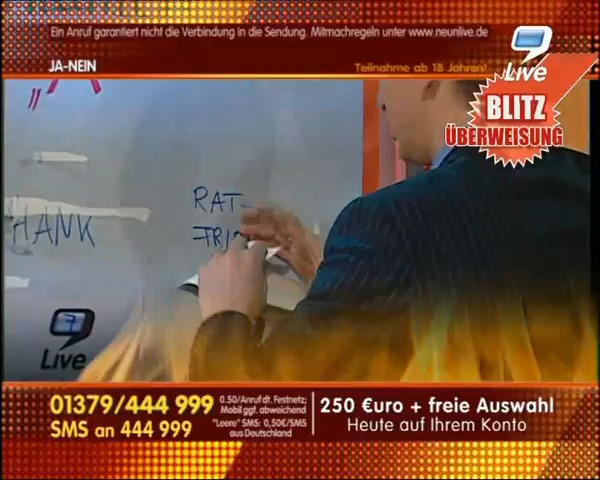 Ein Anruf garantiert nicht die Verbindung in die Sendung. Mitmachregeln unter www.neunlive.de
JA-NEIN
Teilnahme ab 18 Jahren!
9
Live
BLITZ
ÜBERWEISUNG
RAT-
HANK
7
Live
01379/444 999
0.50/Anruf dt. Festnetz;
Mobil ggf. abweichend
SMS an 444 999
"Leere" SMS: 0,50€/SMS
aus Deutschland
250 €uro + freie Auswahl
Heute auf Ihrem Konto